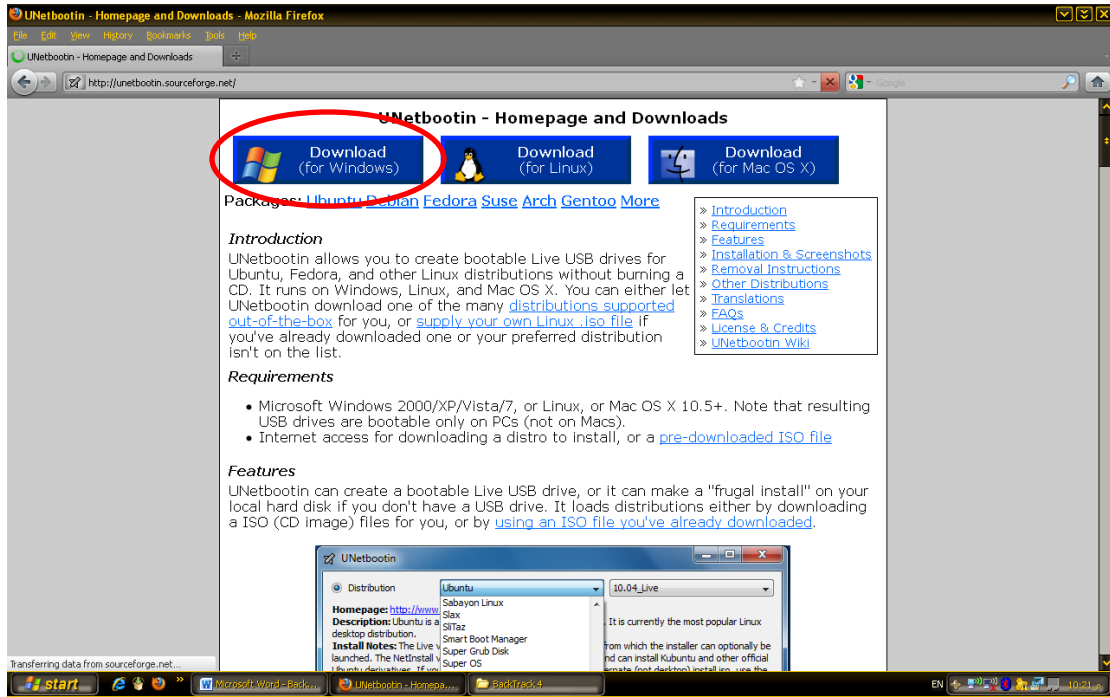 UNetbootin - Homepage and Downloads - Mozilla Firefox
File Edit View History Bookmarks Tools Help
UNetbootin - Homepage and Downloads
http://unetbootin.sourceforge.net/
Google
UNetbootin - Homepage and Downloads
Download
(for Windows)
Download
(for Linux)
Download
(for Mac OS X)
Packages: Ubuntu Debian Fedora Suse Arch Gentoo More
» Introduction
» Requirements
» Features
» Installation & Screenshots
» Removal Instructions
» Other Distributions
» Translations
» FAQs
» License & Credits
» UNetbootin Wiki
Introduction
UNetbootin allows you to create bootable Live USB drives for
Ubuntu, Fedora, and other Linux distributions without burning a
CD. It runs on Windows, Linux, and Mac OS X. You can either let
UNetbootin download one of the many distributions supported
out-of-the-box for you, or supply your own Linux .iso file if
you've already downloaded one or your preferred distribution
isn't on the list.
Requirements
• Microsoft Windows 2000/XP/Vista/7, or Linux, or Mac OS X 10.5+. Note that resulting
USB drives are bootable only on PCs (not on Macs).
• Internet access for downloading a distro to install, or a pre-downloaded ISO file
Features
UNetbootin can create a bootable Live USB drive, or it can make a "frugal install" on your
local hard disk if you don't have a USB drive. It loads distributions either by downloading
a ISO (CD image) files for you, or by using an ISO file you've already downloaded.
UNetbootin
Distribution Ubuntu 10.04_Live
Sabayon Linux
Slax
SliTaz
Smart Boot Manager
Super Grub Disk
Super OS
Homepage: http://www
Description: Ubuntu is a . It is currently the most popular Linux
desktop distribution.
Install Notes: The Live v from which the installer can optionally be
launched. The NetInstall v nd can install Kubuntu and other official
Transferring data from sourceforge.net...
start Microsoft Word - Back... UNetbootin - Homepa... BackTrack 4 EN 10:21